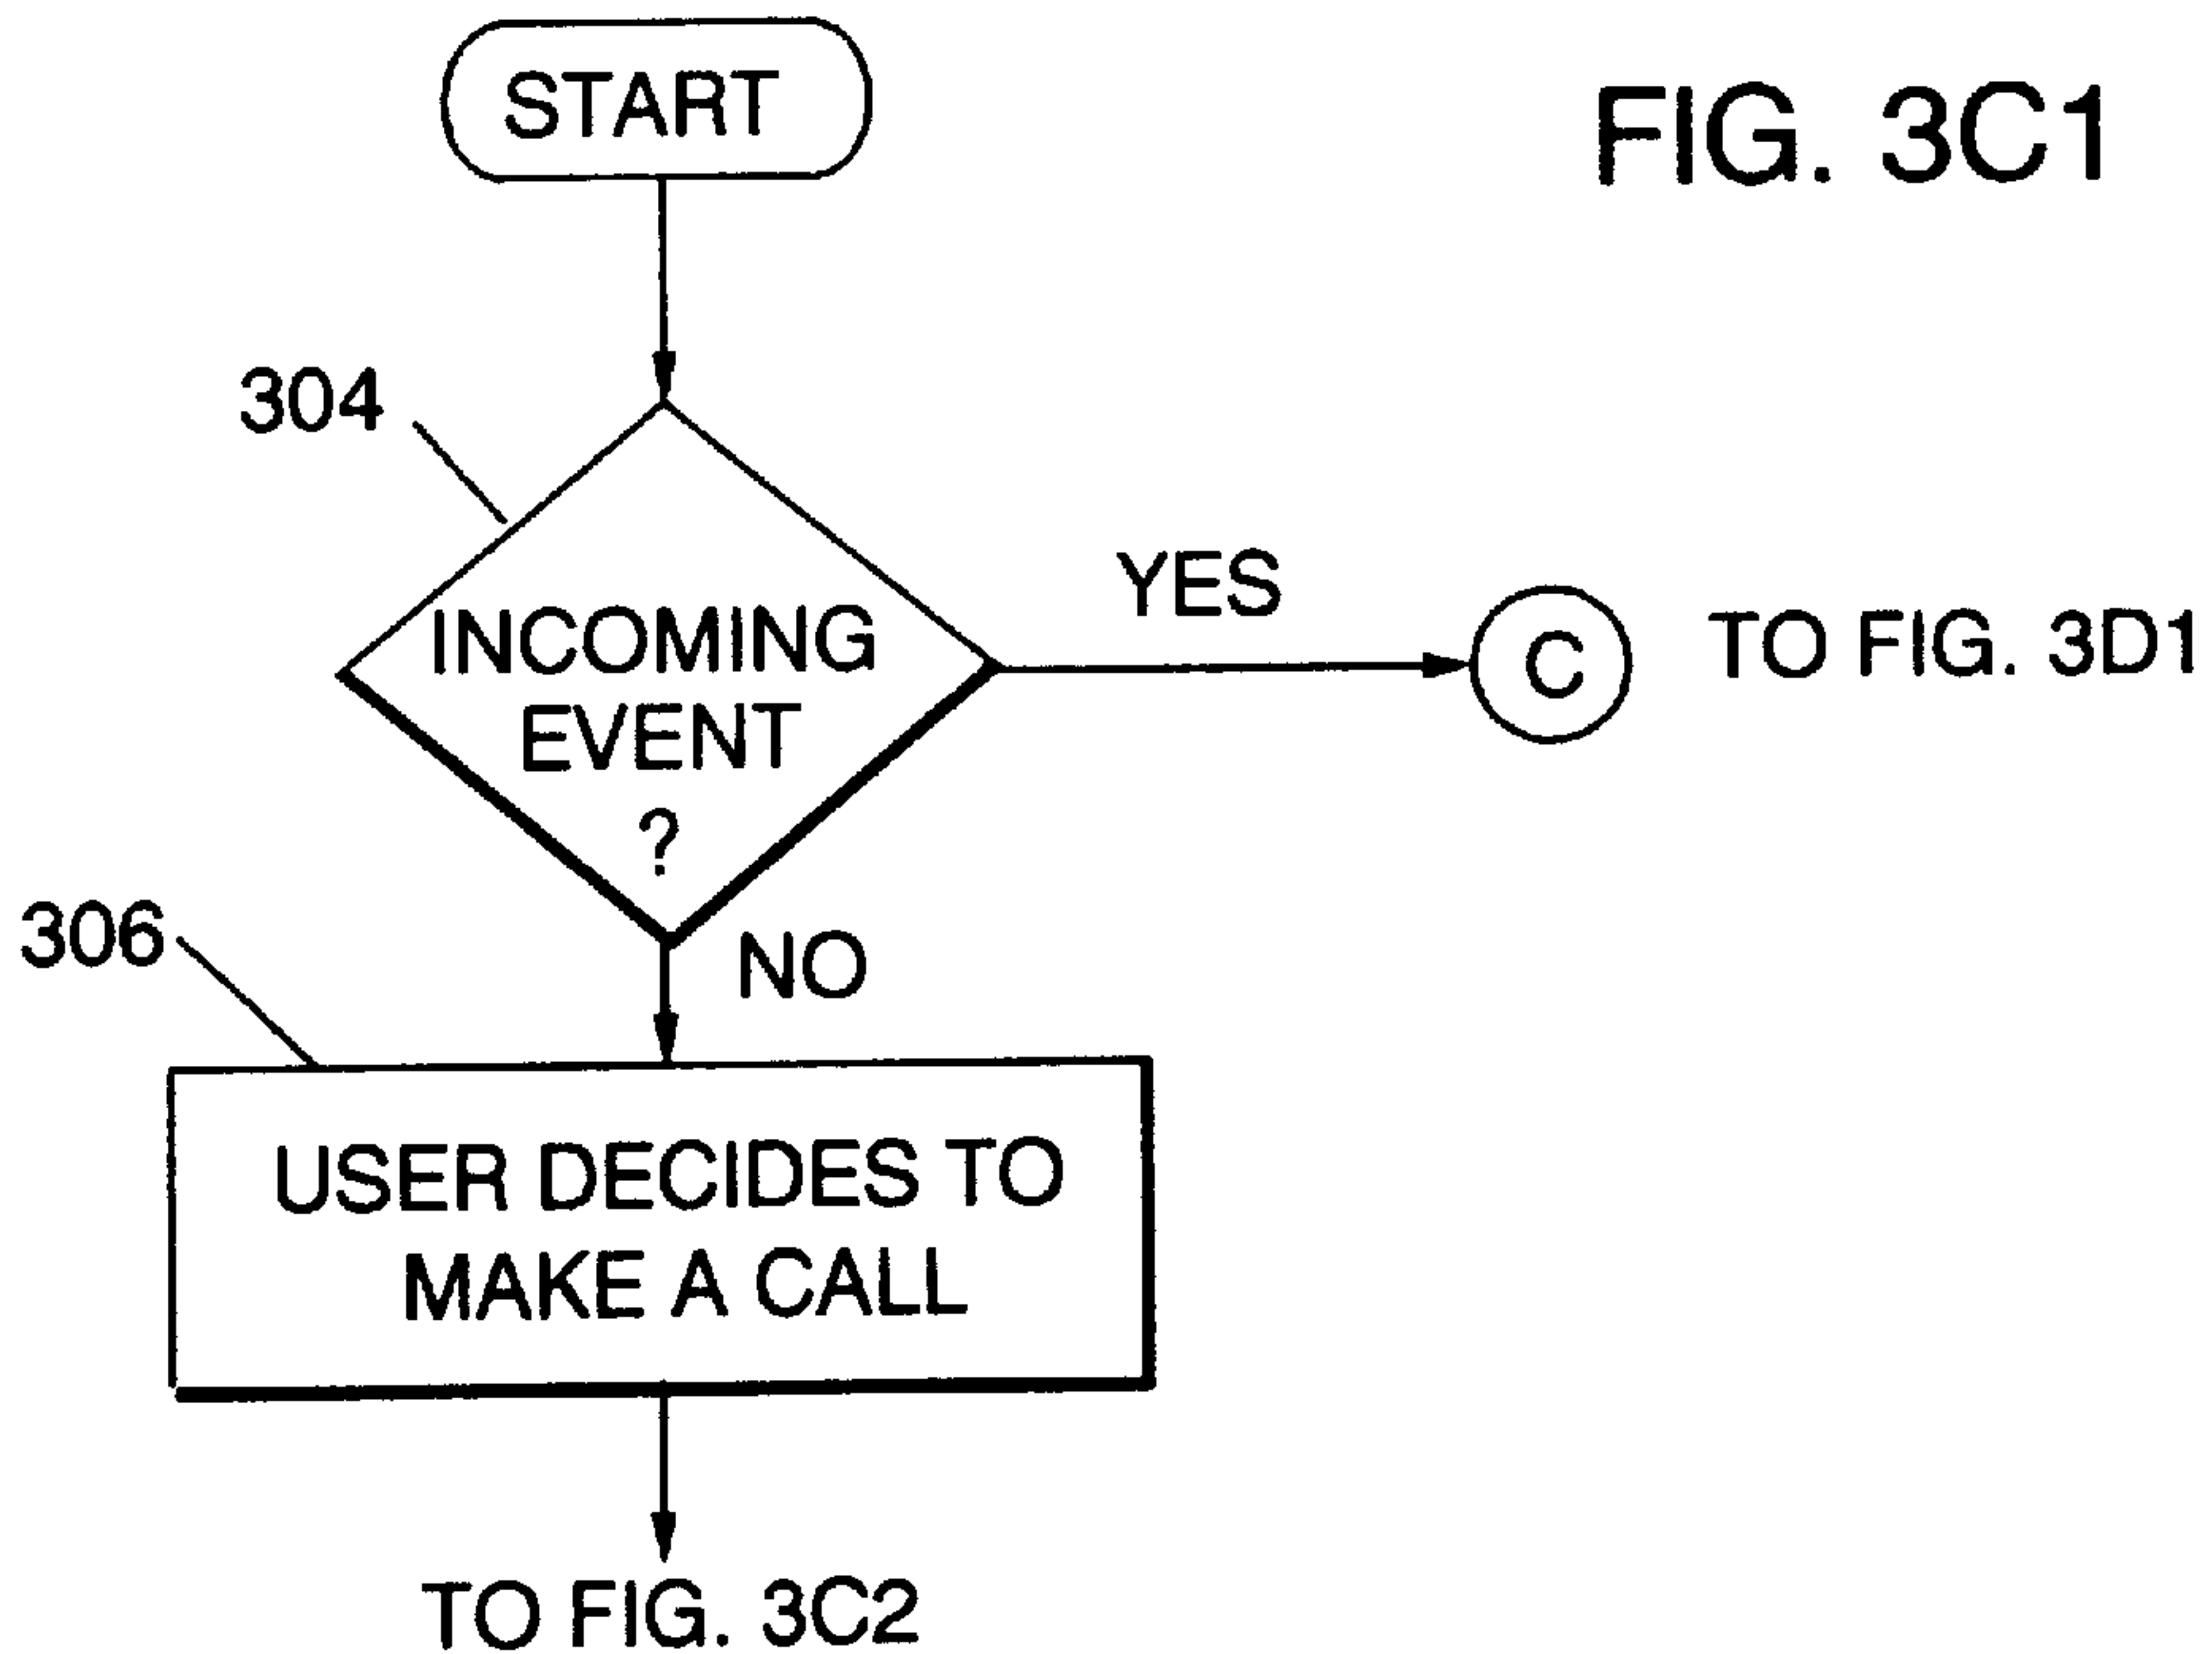 START
FIG. 3C1
304
INCOMING
EVENT
?
YES
C
TO FIG. 3D1
NO
306
USER DECIDES TO
MAKE A CALL
TO FIG. 3C2